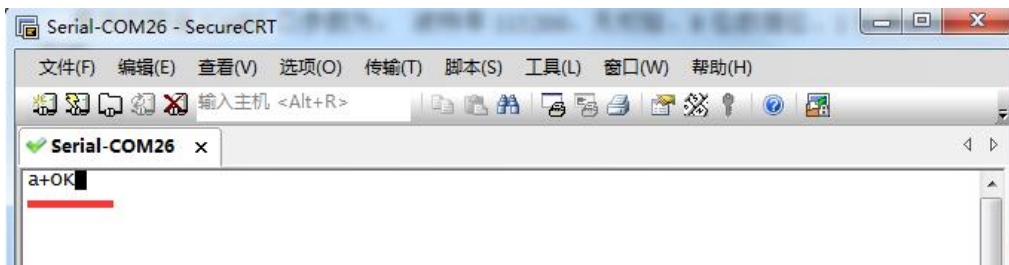 Serial-COM26 - SecureCRT
文件(F) 编辑(E) 查看(V) 选项(O) 传输(T) 脚本(S) 工具(L) 窗口(W) 帮助(H)
输入主机 <Alt+R>
Serial-COM26
a+OK